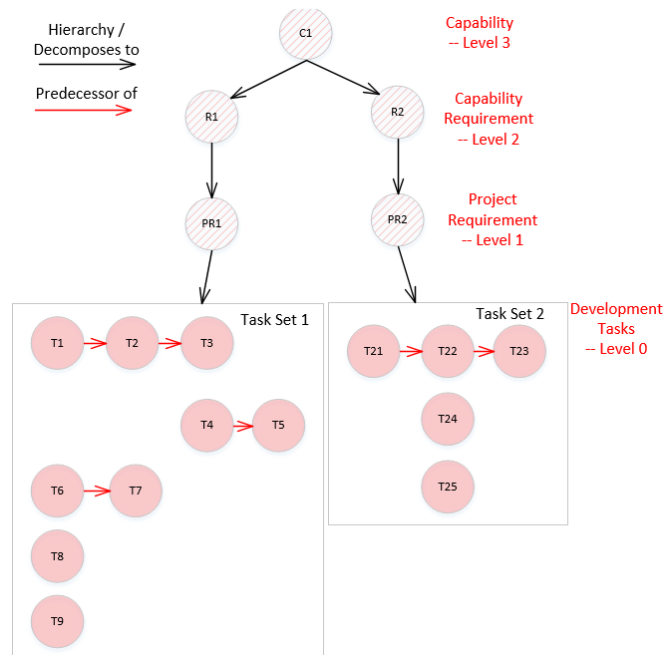 Hierarchy /
Decomposes to
Predecessor of
C1
Capability
-- Level 3
R1
R2
Capability
Requirement
-- Level 2
PR1
PR2
Project
Requirement
-- Level 1
Task Set 1
Task Set 2
Development
Tasks
-- Level 0
T1
T2
T3
T21
T22
T23
T4
T5
T24
T6
T7
T25
T8
T9